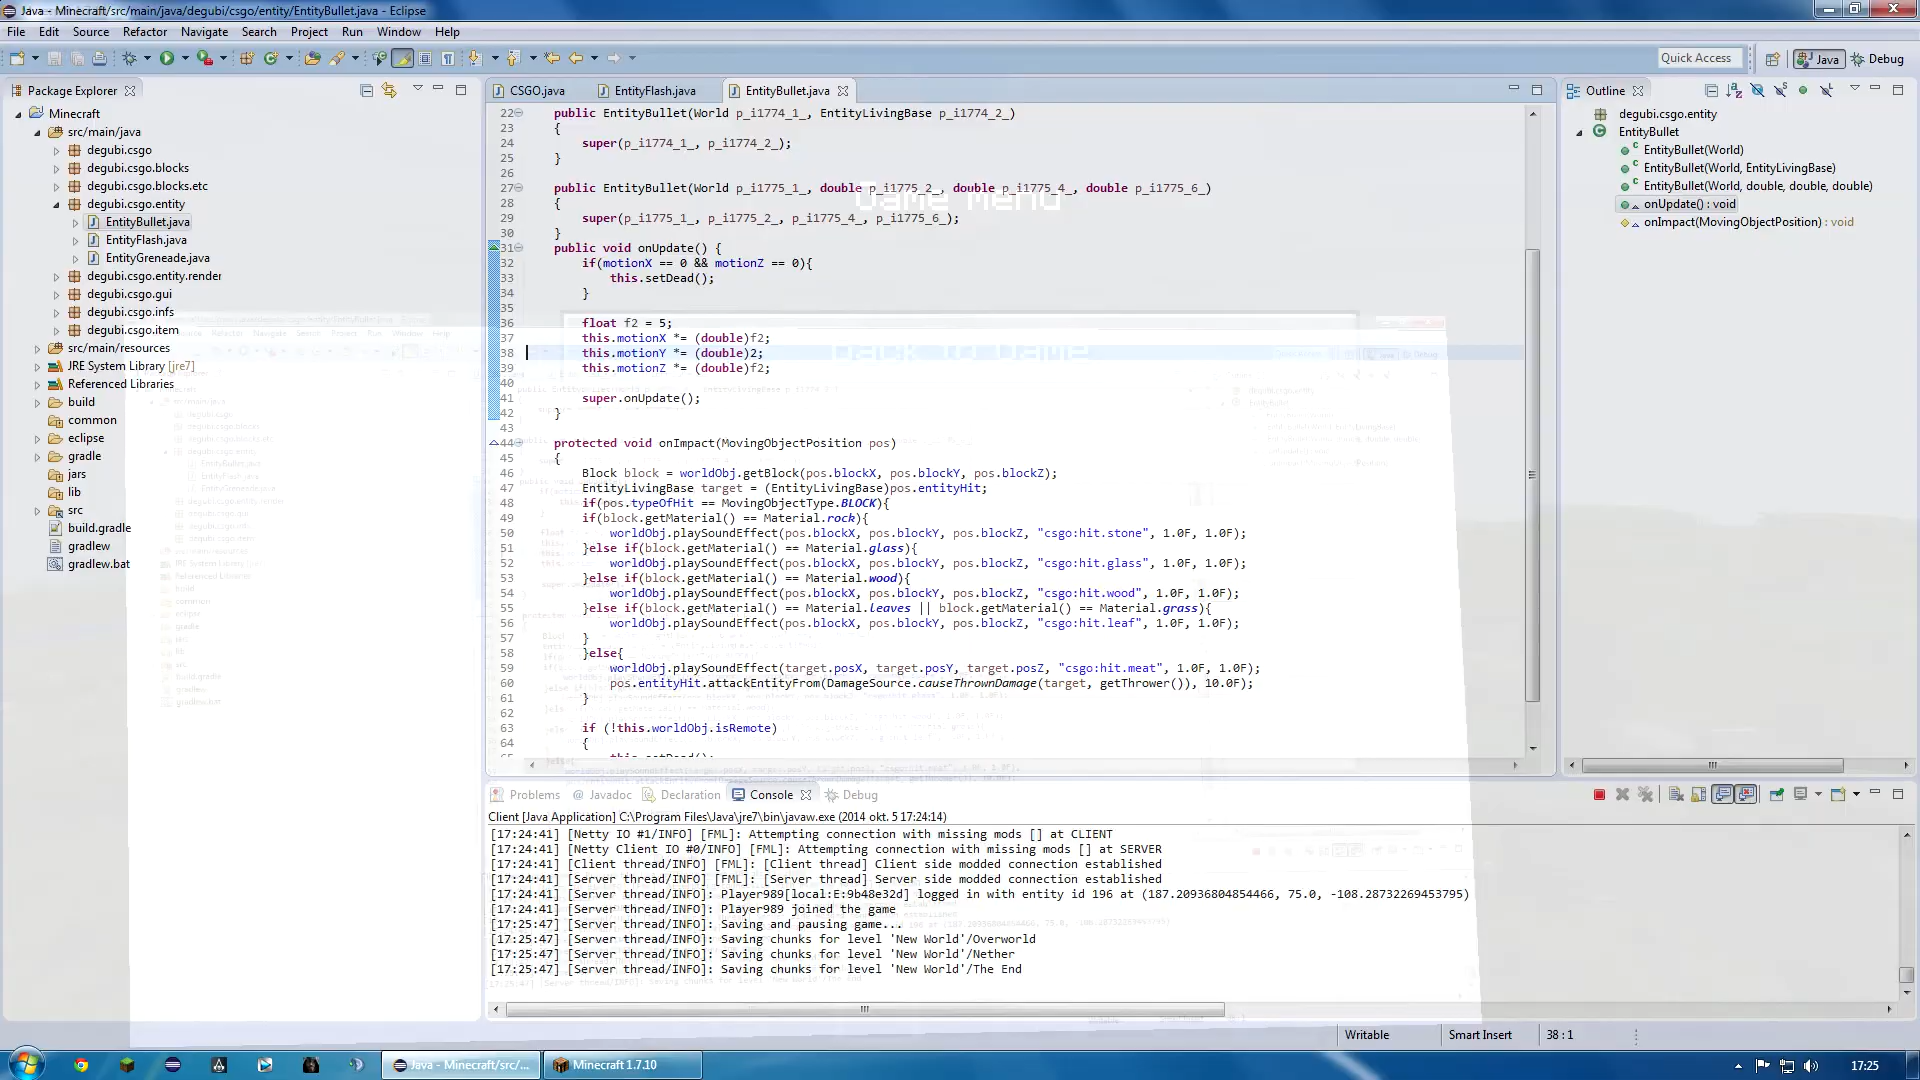 Java - Minecraft/src/main/java/degubi/csgo/entity/EntityBullet.java - Eclipse
File Edit Source Refactor Navigate Search Project Run Window Help
Quick Access Java Debug
Package Explorer
Minecraft
src/main/java
degubi.csgo
degubi.csgo.blocks
degubi.csgo.blocks.etc
degubi.csgo.entity
EntityBullet.java
EntityFlash.java
EntityGreneade.java
degubi.csgo.entity.render
degubi.csgo.gui
degubi.csgo.infs
degubi.csgo.item
src/main/resources
JRE System Library [jre7]
Referenced Libraries
build
common
eclipse
gradle
jars
lib
src
build.gradle
gradlew
gradlew.bat
CSGO.java EntityFlash.java EntityBullet.java
22 public EntityBullet(World p_i1774_1_, EntityLivingBase p_i1774_2_)
23 {
24 super(p_i1774_1_, p_i1774_2_);
25 }
26
27 public EntityBullet(World p_i1775_1_, double p_i1775_2_, double p_i1775_4_, double p_i1775_6_)
Game menu
28 {
29 super(p_i1775_1_, p_i1775_2_, p_i1775_4_, p_i1775_6_);
30 }
31 public void onUpdate() {
32 if(motionX == 0 && motionZ == 0){
33 this.setDead();
34 }
35
36 float f2 = 5;
37 this.motionX *= (double)f2;
38 this.motionY *= (double)2;
Back to Game
39 this.motionZ *= (double)f2;
40
41 super.onUpdate();
42 }
43
44 protected void onImpact(MovingObjectPosition pos)
45 {
46 Block block = worldObj.getBlock(pos.blockX, pos.blockY, pos.blockZ);
47 EntityLivingBase target = (EntityLivingBase)pos.entityHit;
48 if(pos.typeOfHit == MovingObjectType.BLOCK){
49 if(block.getMaterial() == Material.rock){
50 worldObj.playSoundEffect(pos.blockX, pos.blockY, pos.blockZ, "csgo:hit.stone", 1.0F, 1.0F);
51 }else if(block.getMaterial() == Material.glass){
52 worldObj.playSoundEffect(pos.blockX, pos.blockY, pos.blockZ, "csgo:hit.glass", 1.0F, 1.0F);
53 }else if(block.getMaterial() == Material.wood){
54 worldObj.playSoundEffect(pos.blockX, pos.blockY, pos.blockZ, "csgo:hit.wood", 1.0F, 1.0F);
55 }else if(block.getMaterial() == Material.leaves || block.getMaterial() == Material.grass){
56 worldObj.playSoundEffect(pos.blockX, pos.blockY, pos.blockZ, "csgo:hit.leaf", 1.0F, 1.0F);
57 }
58 }else{
59 worldObj.playSoundEffect(target.posX, target.posY, target.posZ, "csgo:hit.meat", 1.0F, 1.0F);
60 pos.entityHit.attackEntityFrom(DamageSource.causeThrownDamage(target, getThrower()), 10.0F);
61 }
62
63 if (!this.worldObj.isRemote)
64 {
Outline
degubi.csgo.entity
EntityBullet
EntityBullet(World)
EntityBullet(World, EntityLivingBase)
EntityBullet(World, double, double, double)
onUpdate() : void
onImpact(MovingObjectPosition) : void
Problems Javadoc Declaration Console Debug
Client [Java Application] C:\Program Files\Java\jre7\bin\javaw.exe (2014 okt. 5 17:24:14)
[17:24:41] [Netty IO #1/INFO] [FML]: Attempting connection with missing mods [] at CLIENT
[17:24:41] [Netty Client IO #0/INFO] [FML]: Attempting connection with missing mods [] at SERVER
[17:24:41] [Client thread/INFO] [FML]: [Client thread] Client side modded connection established
[17:24:41] [Server thread/INFO] [FML]: [Server thread] Server side modded connection established
[17:24:41] [Server thread/INFO]: Player989[local:E:9b48e32d] logged in with entity id 196 at (187.20936804854466, 75.0, -108.28732269453795)
[17:24:41] [Server thread/INFO]: Player989 joined the game
[17:25:47] [Server thread/INFO]: Saving and pausing game...
[17:25:47] [Server thread/INFO]: Saving chunks for level 'New World'/Overworld
[17:25:47] [Server thread/INFO]: Saving chunks for level 'New World'/Nether
[17:25:47] [Server thread/INFO]: Saving chunks for level 'New World'/The End
Writable Smart Insert 38 : 1
Java - Minecraft/src/... Minecraft 1.7.10 17:25